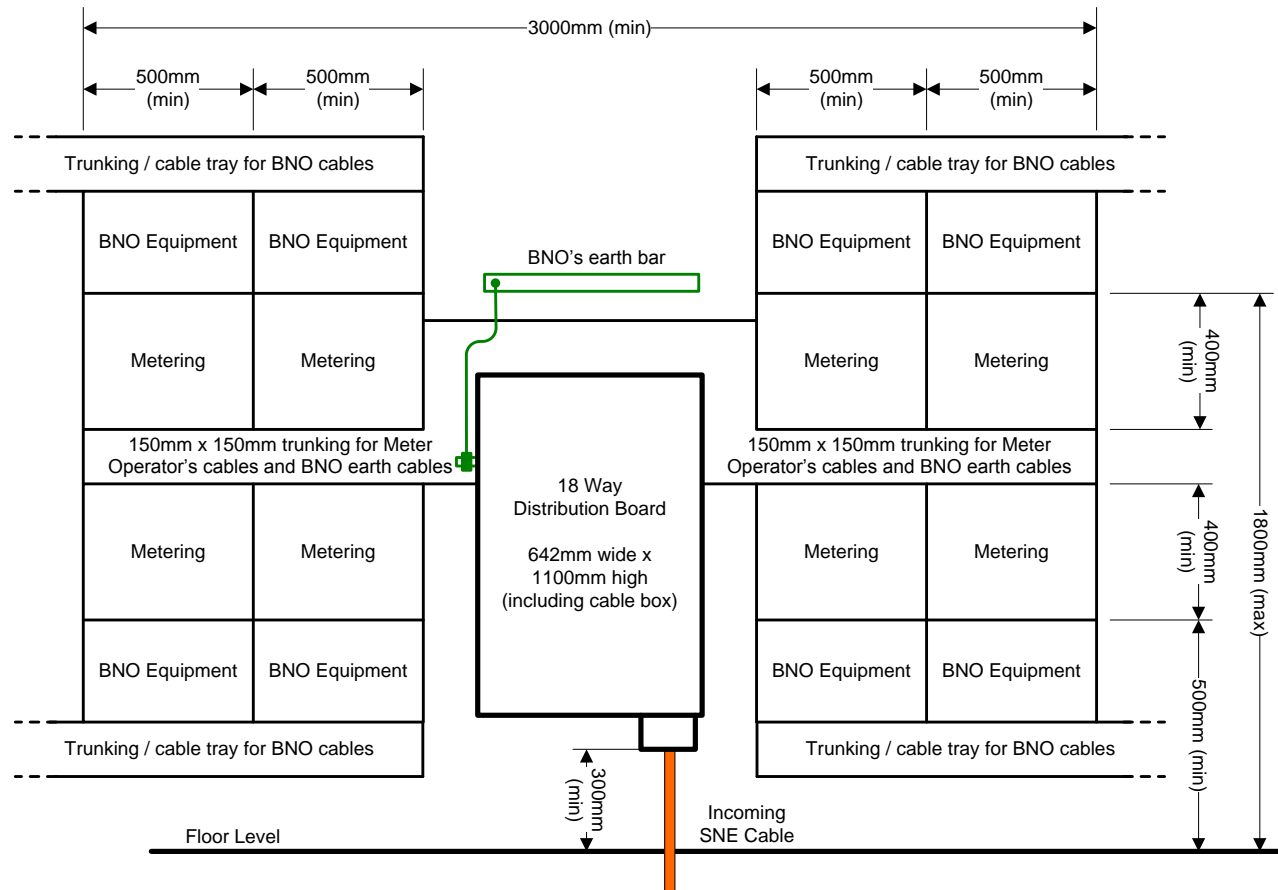 3000mm (min)
500mm
(min)
500mm
(min)
500mm
(min)
500mm
(min)
Trunking / cable tray for BNO cables
Trunking / cable tray for BNO cables
BNO Equipment
BNO Equipment
BNO's earth bar
BNO Equipment
BNO Equipment
Metering
Metering
Metering
Metering
400mm
(min)
150mm x 150mm trunking for Meter
Operator's cables and BNO earth cables
150mm x 150mm trunking for Meter
Operator's cables and BNO earth cables
18 Way
Distribution Board
642mm wide x
1100mm high
(including cable box)
Metering
Metering
Metering
Metering
400mm
(min)
1800mm (max)
BNO Equipment
BNO Equipment
BNO Equipment
BNO Equipment
500mm (min)
Trunking / cable tray for BNO cables
Trunking / cable tray for BNO cables
300mm
(min)
Incoming
SNE Cable
Floor Level